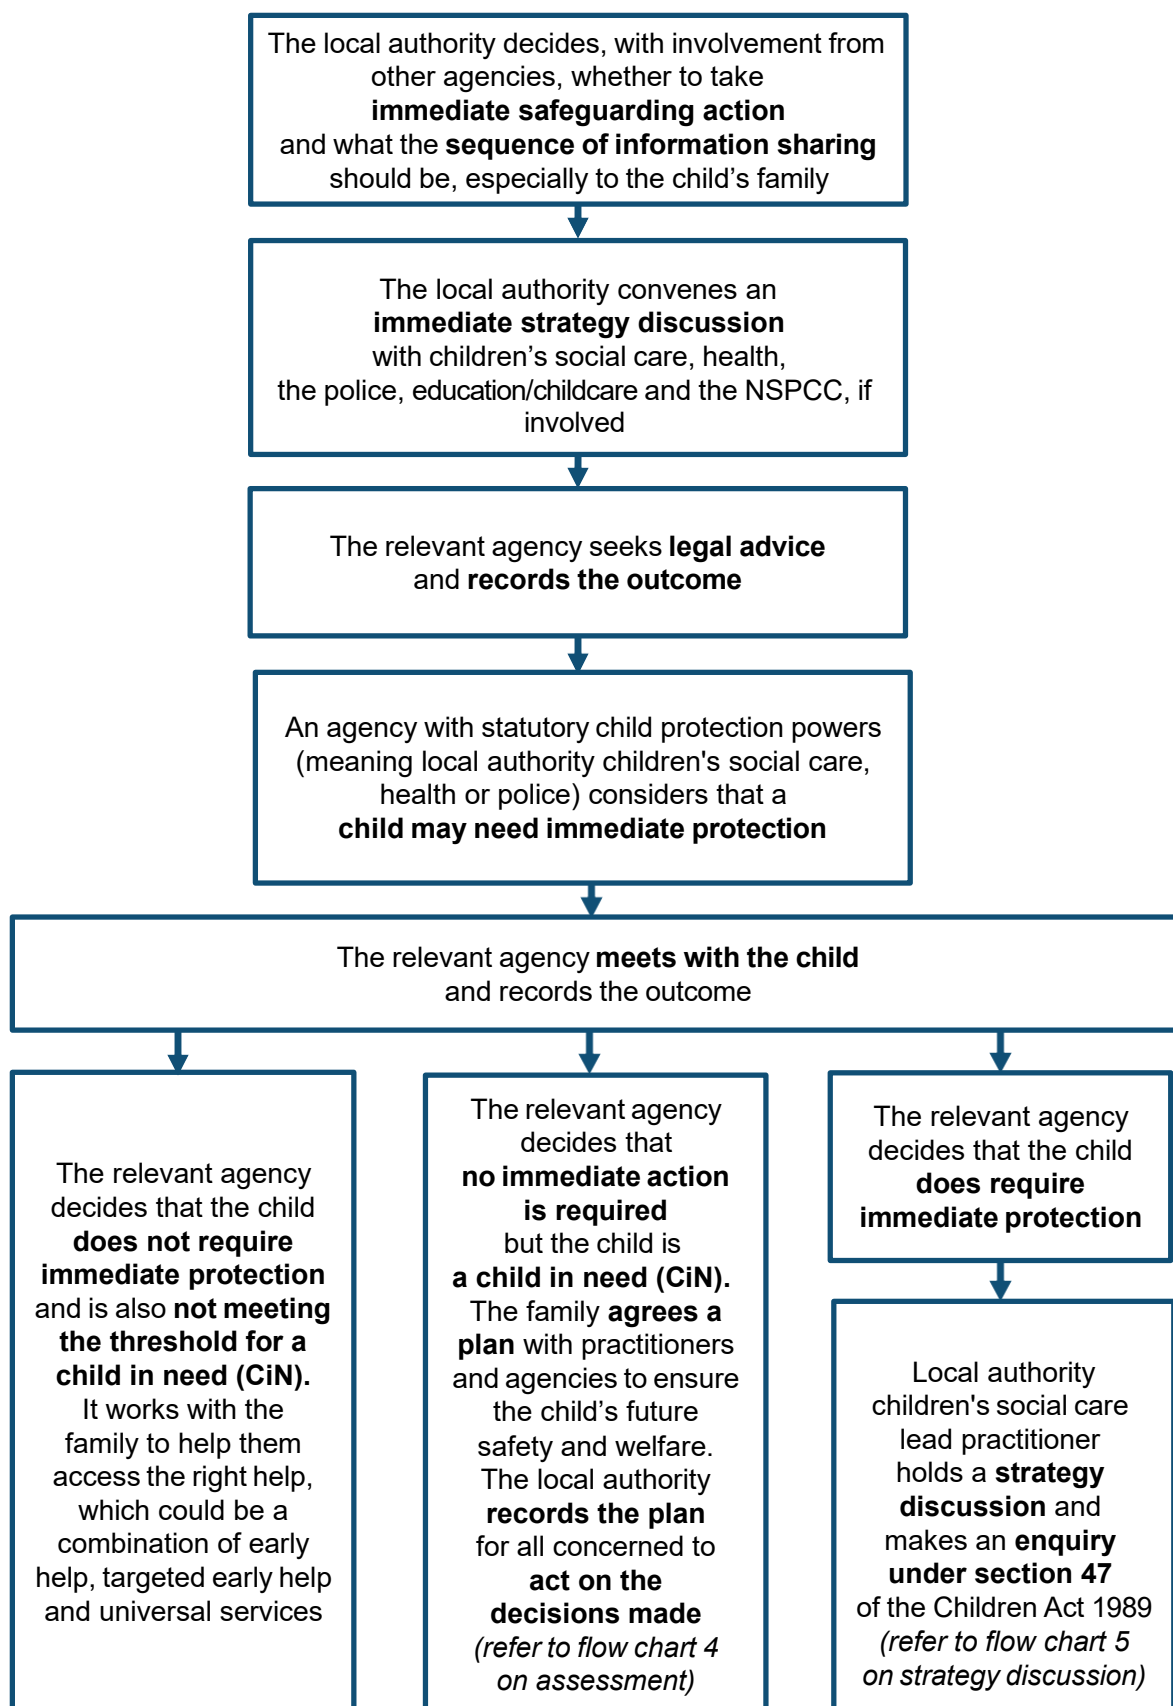 The local authority decides, with involvement from
other agencies, whether to take
immediate safeguarding action
and what the sequence of information sharing
should be, especially to the child’s family
The local authority convenes an
immediate strategy discussion
with children’s social care, health,
the police, education/childcare and the NSPCC, if
involved
The relevant agency seeks legal advice
and records the outcome
An agency with statutory child protection powers
(meaning local authority children's social care,
health or police) considers that a
child may need immediate protection
The relevant agency meets with the child
and records the outcome
The relevant agency
decides that the child
does not require
immediate protection
and is also not meeting
the threshold for a
child in need (CiN).
It works with the
family to help them
access the right help,
which could be a
combination of early
help, targeted early help
and universal services
The relevant agency
decides that
no immediate action
is required
but the child is
a child in need (CiN).
The family agrees a
plan with practitioners
and agencies to ensure
the child’s future
safety and welfare.
The local authority
records the plan
for all concerned to
act on the
decisions made
(refer to flow chart 4
on assessment)
The relevant agency
decides that the child
does require
immediate protection
Local authority
children's social care
lead practitioner
holds a strategy
discussion and
makes an enquiry
under section 47
of the Children Act 1989
(refer to flow chart 5
on strategy discussion)